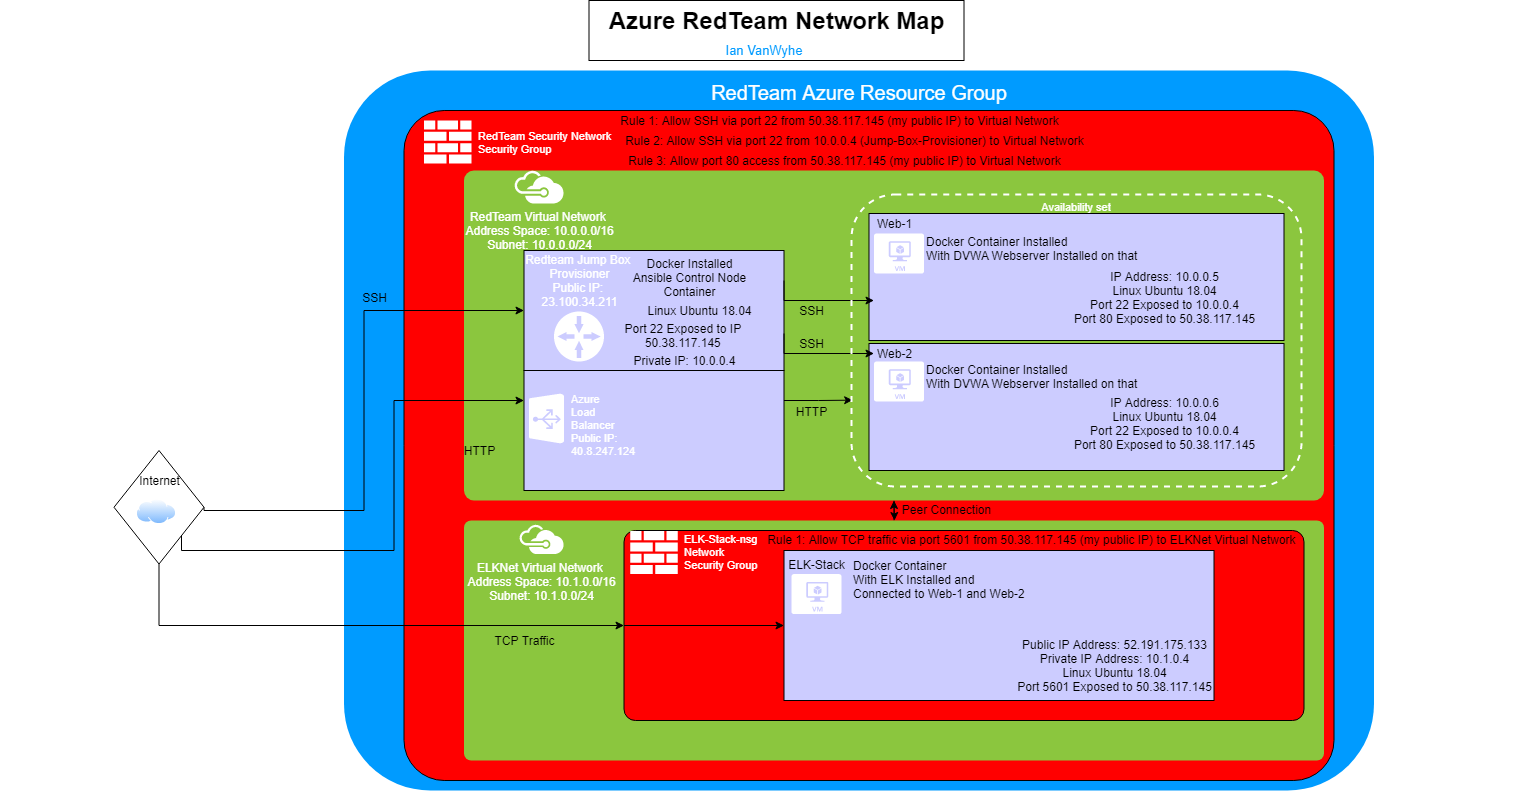 Azure RedTeam Network Map
Ian VanWyhe
RedTeam Azure Resource Group
RedTeam Security Network
Security Group
Rule 1: Allow SSH via port 22 from 50.38.117.145 (my public IP) to Virtual Network
Rule 2: Allow SSH via port 22 from 10.0.0.4 (Jump-Box-Provisioner) to Virtual Network
Rule 3: Allow port 80 access from 50.38.117.145 (my public IP) to Virtual Network
RedTeam Virtual Network
Address Space: 10.0.0.0/16
Subnet: 10.0.0.0/24
Redteam Jump Box
Provisioner
Public IP:
23.100.34.211
Docker Installed
Ansible Control Node
Container
Linux Ubuntu 18.04
Port 22 Exposed to IP
50.38.117.145
Private IP: 10.0.0.4
Azure
Load
Balancer
Public IP:
40.8.247.124
SSH
HTTP
Internet
SSH
SSH
HTTP
Availability set
Web-1
VM
Docker Container Installed
With DVWA Webserver Installed on that
IP Address: 10.0.0.5
Linux Ubuntu 18.04
Port 22 Exposed to 10.0.0.4
Port 80 Exposed to 50.38.117.145
Web-2
VM
Docker Container Installed
With DVWA Webserver Installed on that
IP Address: 10.0.0.6
Linux Ubuntu 18.04
Port 22 Exposed to 10.0.0.4
Port 80 Exposed to 50.38.117.145
Peer Connection
ELKNet Virtual Network
Address Space: 10.1.0.0/16
Subnet: 10.1.0.0/24
TCP Traffic
ELK-Stack-nsg
Network
Security Group
Rule 1: Allow TCP traffic via port 5601 from 50.38.117.145 (my public IP) to ELKNet Virtual Network
ELK-Stack
VM
Docker Container
With ELK Installed and
Connected to Web-1 and Web-2
Public IP Address: 52.191.175.133
Private IP Address: 10.1.0.4
Linux Ubuntu 18.04
Port 5601 Exposed to 50.38.117.145